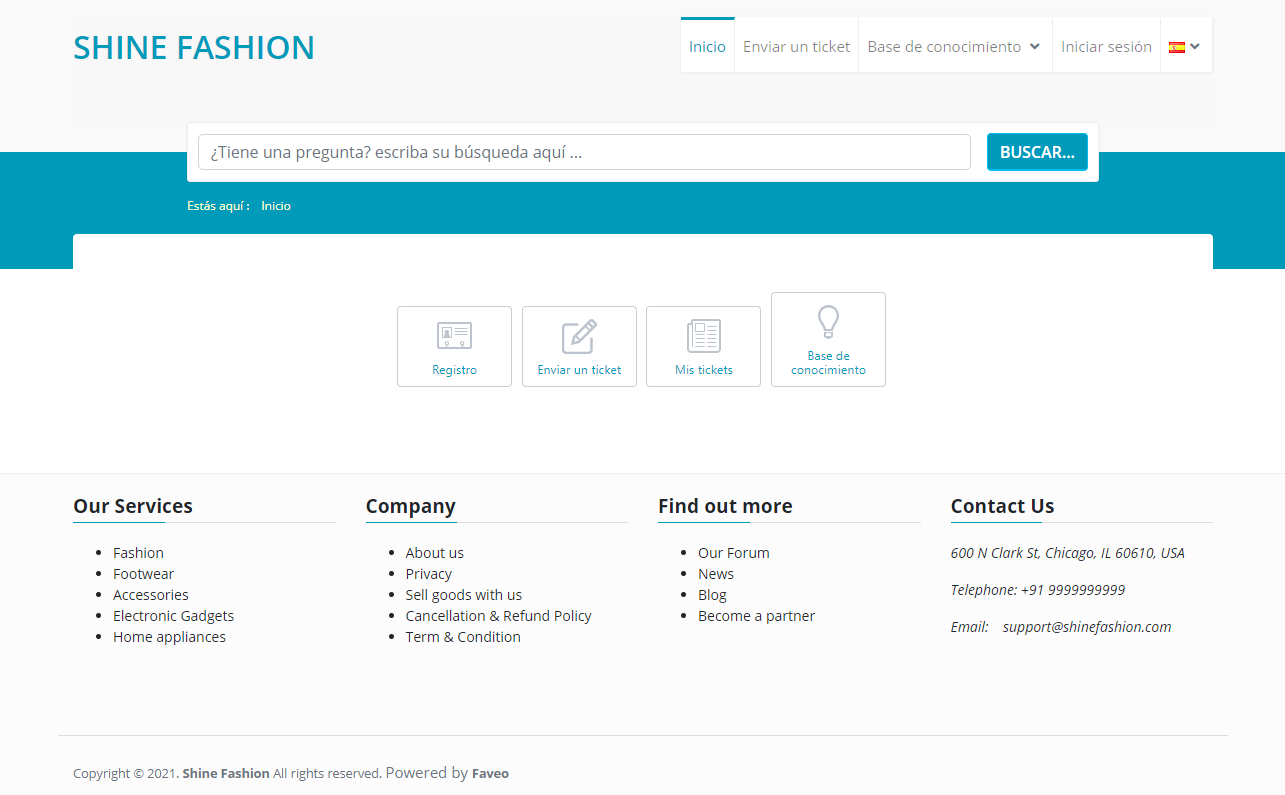 SHINE FASHION
Inicio
Enviar un ticket
Base de conocimiento
Iniciar sesión
¿Tiene una pregunta? escriba su búsqueda aquí ...
BUSCAR...
Estás aquí : Inicio
Registro
Enviar un ticket
Mis tickets
Base de
conocimiento
Our Services
Fashion
Footwear
Accessories
Electronic Gadgets
Home appliances
Company
About us
Privacy
Sell goods with us
Cancellation & Refund Policy
Term & Condition
Find out more
Our Forum
News
Blog
Become a partner
Contact Us
600 N Clark St, Chicago, IL 60610, USA
Telephone: +91 9999999999
Email: support@shinefashion.com
Copyright © 2021. Shine Fashion All rights reserved. Powered by Faveo